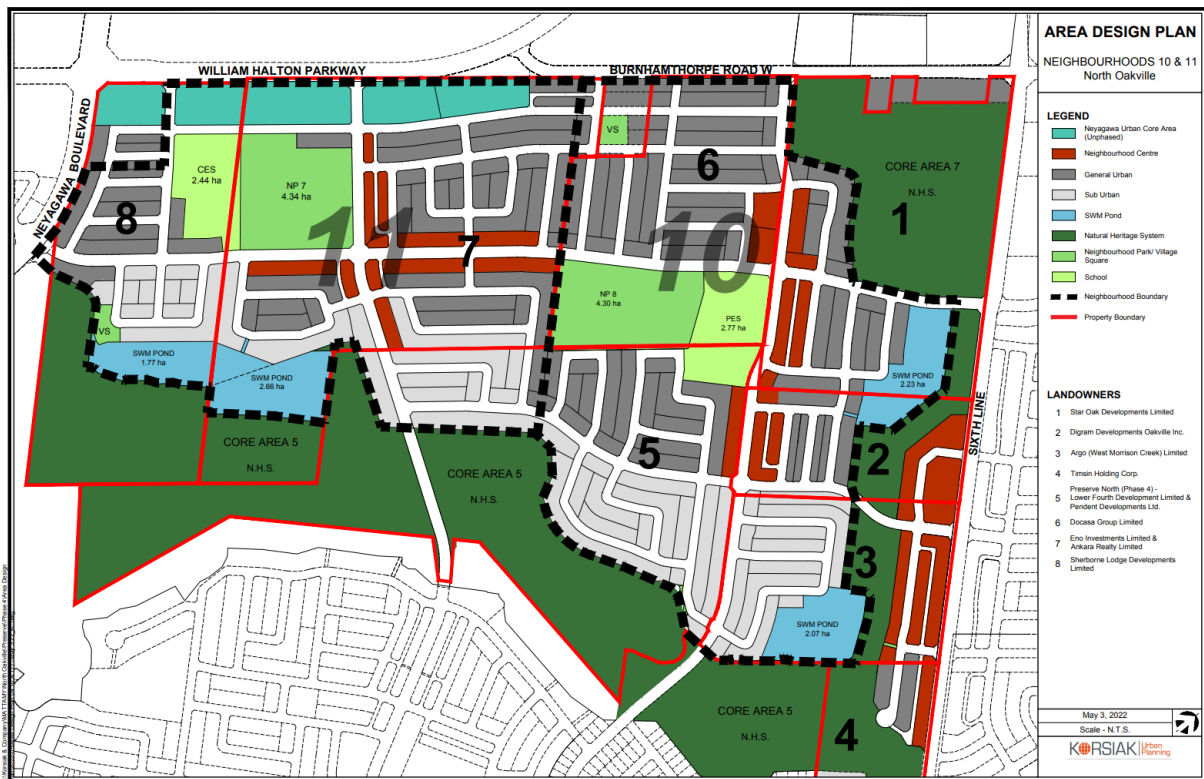 WILLIAM HALTON PARKWAY
BURNHAMTHORPE ROAD W
NEYAGAWA BOULEVARD
SIXTH LINE
CES
2.44 ha
NP 7
4.34 ha
VS
6
CORE AREA 7
N.H.S.
1
8
11
7
10
NP 8
4.30 ha
PES
2.77 ha
VS
SWM POND
1.77 ha
SWM POND
2.66 ha
SWM POND
2.23 ha
CORE AREA 5
N.H.S.
CORE AREA 5
N.H.S.
5
2
3
SWM POND
2.07 ha
CORE AREA 5
N.H.S.
4
AREA DESIGN PLAN
NEIGHBOURHOODS 10 & 11
North Oakville
LEGEND
Neyagawa Urban Core Area
(Unphased)
Neighbourhood Centre
General Urban
Sub Urban
SWM Pond
Natural Heritage System
Neighbourhood Park/ Village
Square
School
Neighbourhood Boundary
Property Boundary
LANDOWNERS
1 Star Oak Developments Limited
2 Digram Developments Oakville Inc.
3 Argo (West Morrison Creek) Limited
4 Timsin Holding Corp.
5 Preserve North (Phase 4) -
Lower Fourth Development Limited &
Pendent Developments Ltd.
6 Docasa Group Limited
7 Eno Investments Limited &
Ankara Realty Limited
8 Sherborne Lodge Developments
Limited
May 3, 2022
Scale - N.T.S.
KORSIAK Urban
Planning